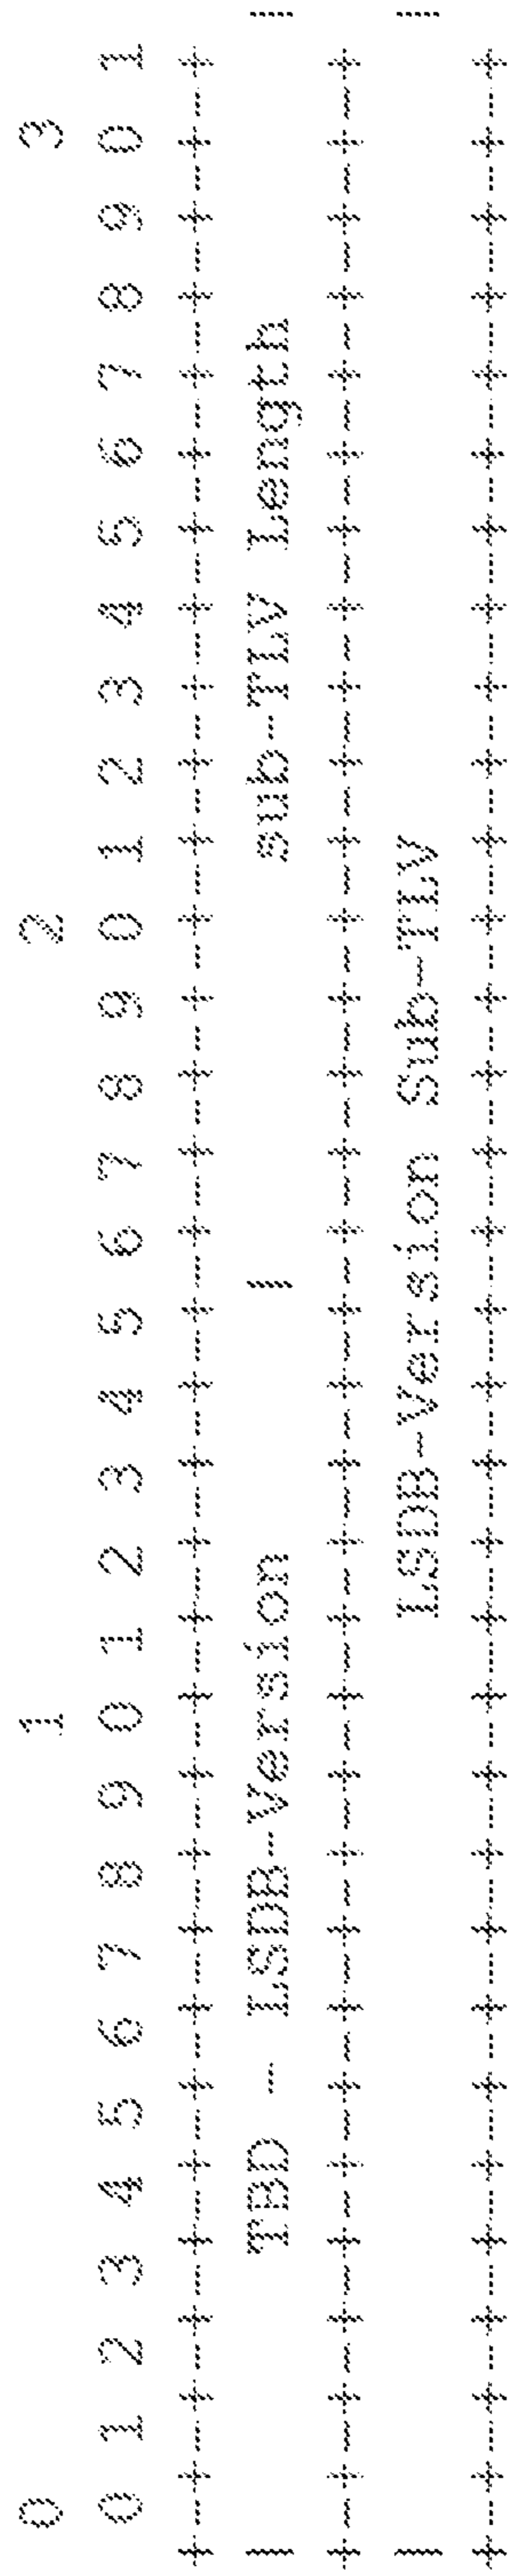 0                   1                   2                   3
0 1 2 3 4 5 6 7 8 9 0 1 2 3 4 5 6 7 8 9 0 1 2 3 4 5 6 7 8 9 0 1
+-+-+-+-+-+-+-+-+-+-+-+-+-+-+-+-+-+-+-+-+-+-+-+-+-+-+-+-+-+-+-+-+
|       TBD - LSDB-Version      |          sub-TLV Length       |
+-+-+-+-+-+-+-+-+-+-+-+-+-+-+-+-+-+-+-+-+-+-+-+-+-+-+-+-+-+-+-+-+
|                       LSDB-Version Sub-TLV                    |
+-+-+-+-+-+-+-+-+-+-+-+-+-+-+-+-+-+-+-+-+-+-+-+-+-+-+-+-+-+-+-+-+